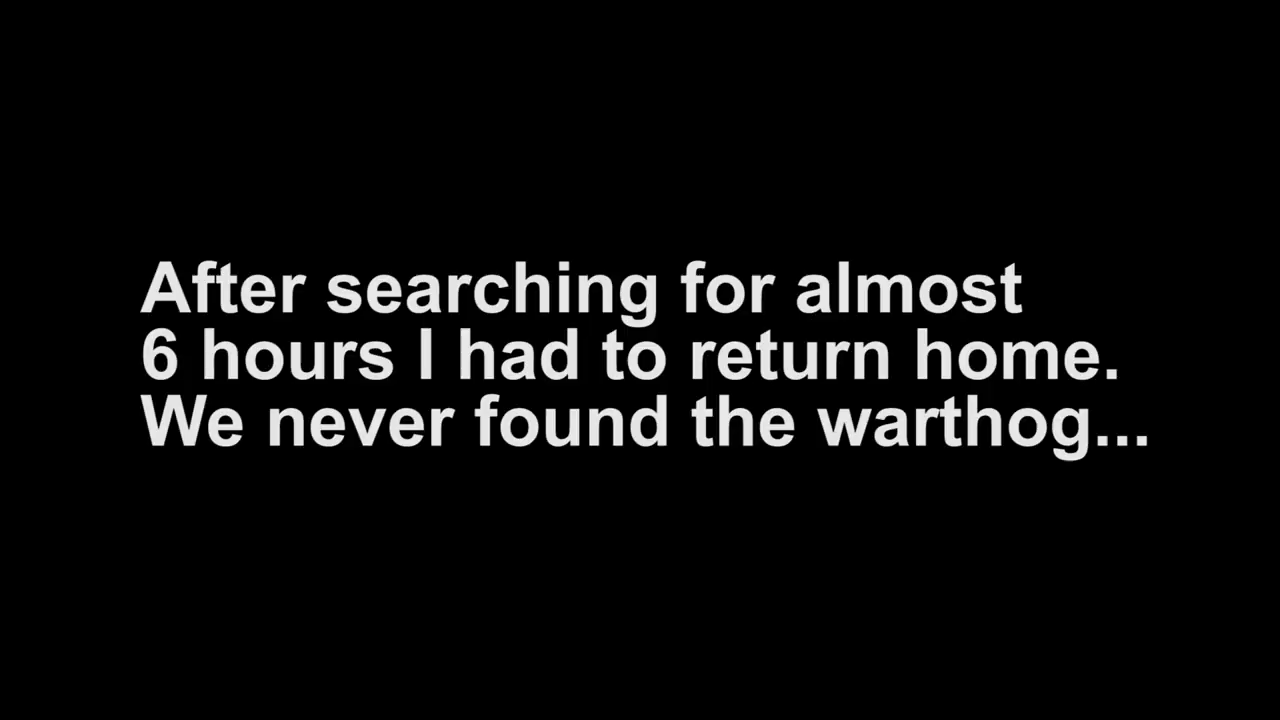 After searching for almost
6 hours I had to return home.
We never found the warthog...